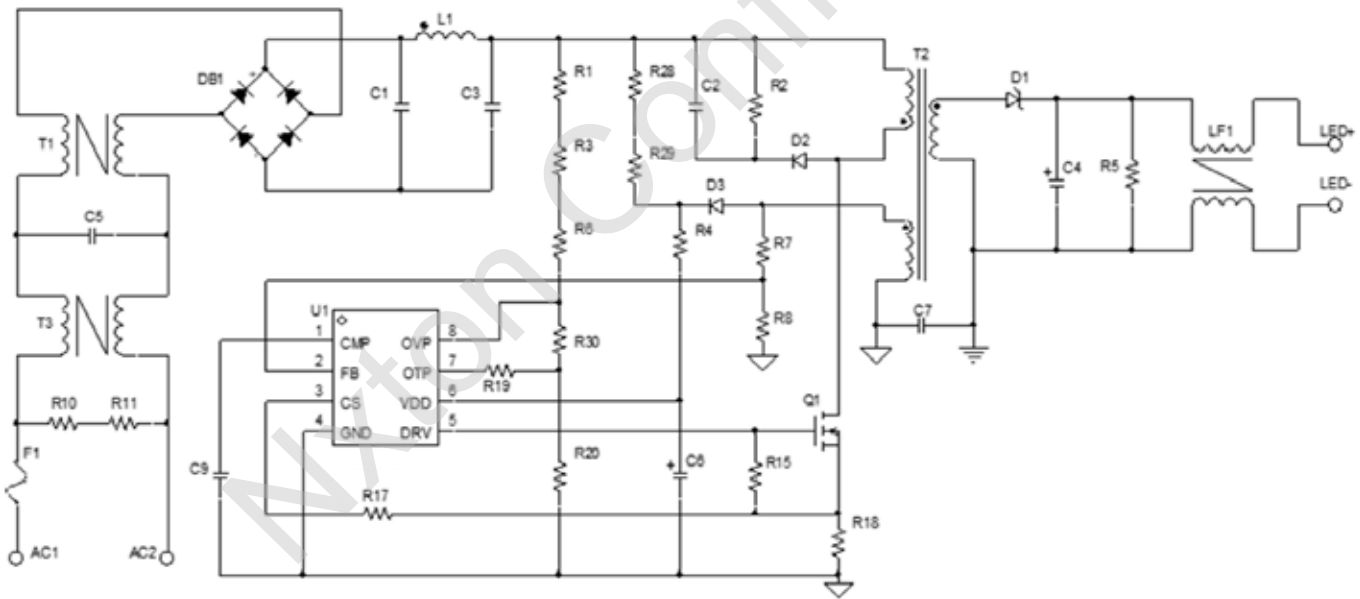 L1
T2
DB1
C1
C3
R1
R28
C2
R2
D1
T1
R3
R29
D2
C4
R5
LF1
LED+
LED-
C5
D3
R6
R4
R7
T3
U1
R8
C7
1 CMP OVP 8
2 FB OTP 7
3 CS VDD 6
4 GND DRV 5
R30
R19
Q1
R10 R11
F1
C9
R17
R20
C6
R15
R18
AC1 AC2